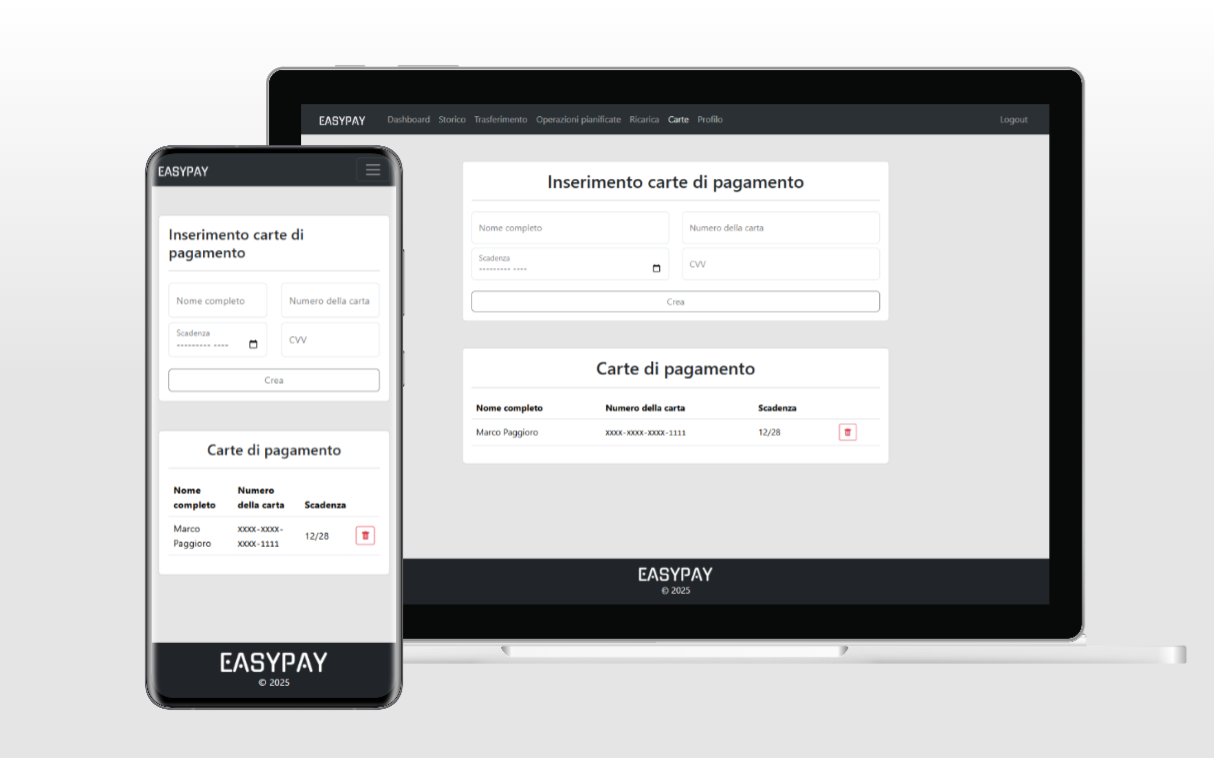 EASYPAY
Inserimento carte di
pagamento
Nome completo Numero della carta
Scadenza
--------- ---- CVV
Crea
Carte di pagamento
Nome Numero
completo della carta Scadenza
Marco xxxx-xxxx-
Paggioro xxxx-1111 12/28
EASYPAY
© 2025
EASYPAY Dashboard Storico Trasferimento Operazioni pianificate Ricarica Carte Profilo Logout
Inserimento carte di pagamento
Nome completo Numero della carta
Scadenza
--------- ---- CVV
Crea
Carte di pagamento
Nome completo Numero della carta Scadenza
Marco Paggioro xxxx-xxxx-xxxx-1111 12/28
EASYPAY
© 2025